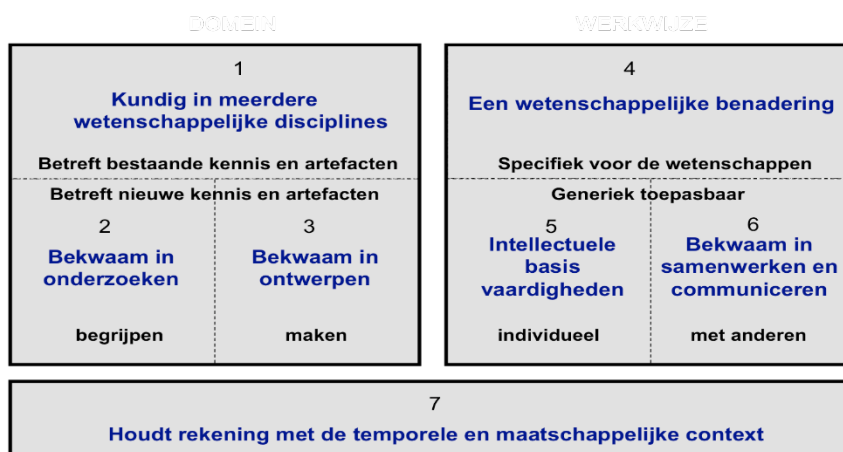 DOMEIN
WERKWIJZE
1
Kundig in meerdere
wetenschappelijke disciplines
Betreft bestaande kennis en artefacten
Betreft nieuwe kennis en artefacten
2
Bekwaam in
onderzoeken
begrijpen
3
Bekwaam in
ontwerpen
maken
4
Een wetenschappelijke benadering
Specifiek voor de wetenschappen
Generiek toepasbaar
5
Intellectuele
basis
vaardigheden
individueel
6
Bekwaam in
samenwerken en
communiceren
met anderen
7
Houdt rekening met de temporele en maatschappelijke context